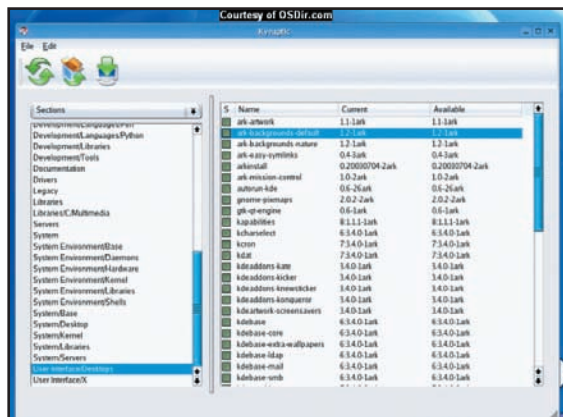 Courtesy of OSDir.com
Kynaptic
File Edit
Sections
Development/Languages/Perl
Development/Languages/Python
Development/Libraries
Development/Tools
Documentation
Drivers
Legacy
Libraries
Libraries/C/Multimedia
Servers
System
System Environment/Base
System Environment/Daemons
System Environment/Hardware
System Environment/Kernel
System Environment/Libraries
System Environment/Shells
System/Base
System/Desktop
System/Kernel
System/Libraries
System/Servers
User Interface/Desktops
User Interface/X
S Name Current Available
ark-artwork 1.1-1ark 1.1-1ark
ark-backgrounds-default 1.2-1ark 1.2-1ark
ark-backgrounds-nature 1.2-1ark 1.2-1ark
ark-easy-symlinks 0.4-3ark 0.4-3ark
arkinstall 0.20030704-2ark 0.20030704-2ark
ark-mission-control 1.0-2ark 1.0-2ark
autorun-kde 0.6-26ark 0.6-26ark
gnome-pixmaps 2.0.2-2ark 2.0.2-2ark
gtk-qt-engine 0.6-1ark 0.6-1ark
kapabilities 8:1.1.1-1ark 8:1.1.1-1ark
kcharselect 6:3.4.0-1ark 6:3.4.0-1ark
kcron 7:3.4.0-1ark 7:3.4.0-1ark
kdat 7:3.4.0-1ark 7:3.4.0-1ark
kdeaddons-kate 3.4.0-1ark 3.4.0-1ark
kdeaddons-kicker 3.4.0-1ark 3.4.0-1ark
kdeaddons-knewsticker 3.4.0-1ark 3.4.0-1ark
kdeaddons-konqueror 3.4.0-1ark 3.4.0-1ark
kdeartwork-screensavers 3.4.0-1ark 3.4.0-1ark
kdebase 6:3.4.0-1ark 6:3.4.0-1ark
kdebase-core 6:3.4.0-1ark 6:3.4.0-1ark
kdebase-extra-wallpapers 6:3.4.0-1ark 6:3.4.0-1ark
kdebase-ldap 6:3.4.0-1ark 6:3.4.0-1ark
kdebase-mail 6:3.4.0-1ark 6:3.4.0-1ark
kdebase-smb 6:3.4.0-1ark 6:3.4.0-1ark